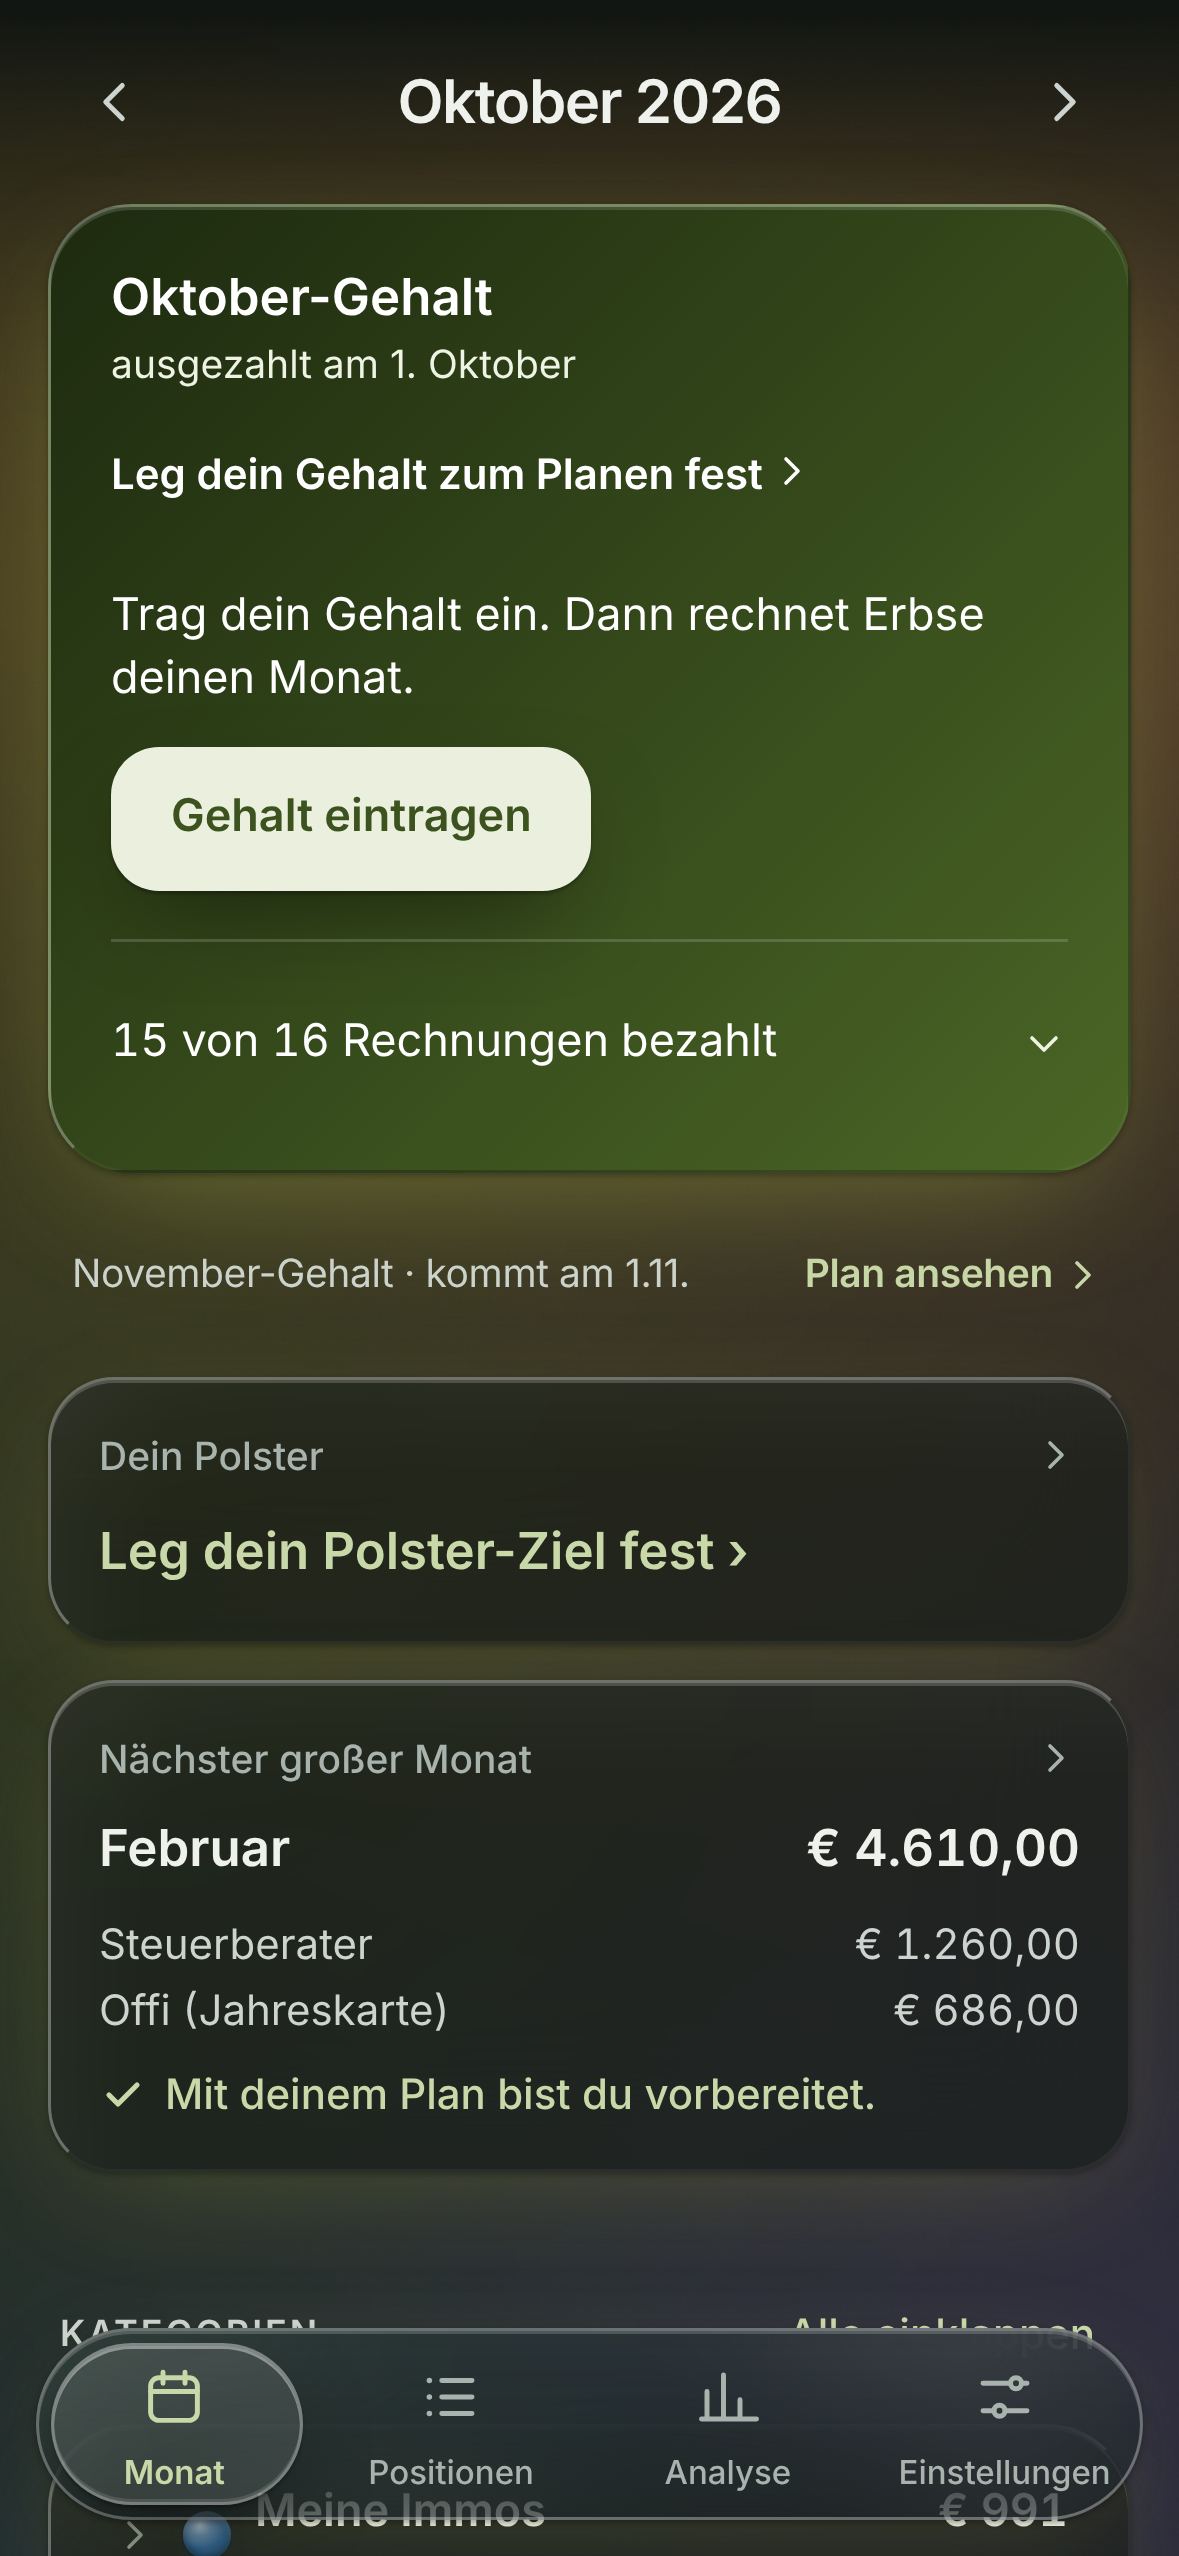 Oktober 2026
Oktober-Gehalt
ausgezahlt am 1. Oktober
Leg dein Gehalt zum Planen fest
Trag dein Gehalt ein. Dann rechnet Erbse
deinen Monat.
Gehalt eintragen
15 von 16 Rechnungen bezahlt
November-Gehalt · kommt am 1.11.
Plan ansehen
Dein Polster
Leg dein Polster-Ziel fest ›
Nächster großer Monat
Februar € 4.610,00
Steuerberater € 1.260,00
Offi (Jahreskarte) € 686,00
Mit deinem Plan bist du vorbereitet.
KATEGORIEN Alle einklappen
Monat Positionen Analyse Einstellungen
Meine Immos € 991